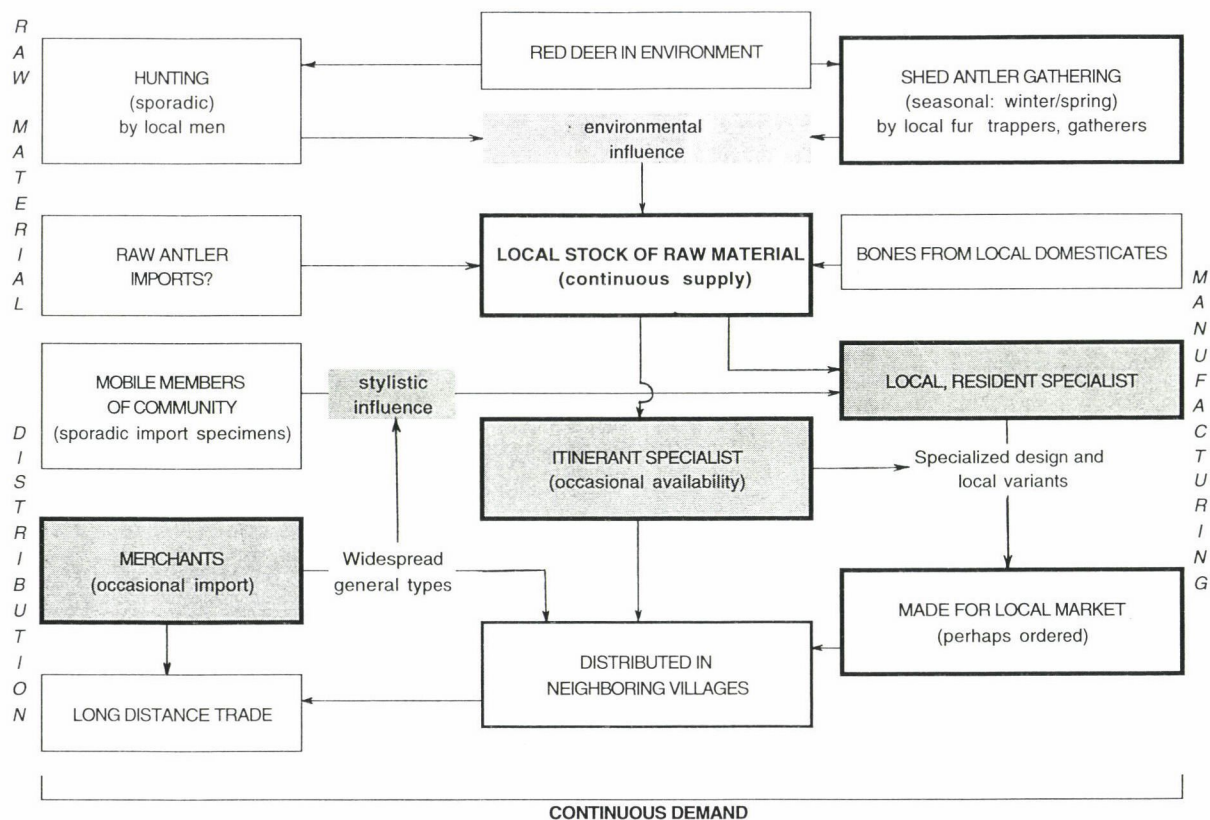 RAW MATERIAL
DISTRIBUTION
HUNTING
(sporadic)
by local men
RED DEER IN ENVIRONMENT
SHED ANTLER GATHERING
(seasonal: winter/spring)
by local fur trappers, gatherers
environmental
influence
RAW ANTLER
IMPORTS?
LOCAL STOCK OF RAW MATERIAL
(continuous supply)
BONES FROM LOCAL DOMESTICATES
MANUFACTURING
MOBILE MEMBERS
OF COMMUNITY
(sporadic import specimens)
stylistic
influence
LOCAL, RESIDENT SPECIALIST
ITINERANT SPECIALIST
(occasional availability)
Specialized design and
local variants
MERCHANTS
(occasional import)
Widespread
general types
MADE FOR LOCAL MARKET
(perhaps ordered)
DISTRIBUTED IN
NEIGHBORING VILLAGES
LONG DISTANCE TRADE
CONTINUOUS DEMAND